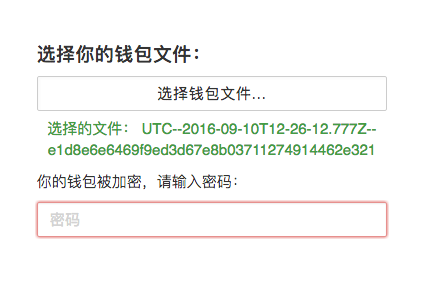 选择你的钱包文件：
选择钱包文件...
选择的文件： UTC--2016-09-10T12-26-12.777Z--
e1d8e6e6469f9ed3d67e8b03711274914462e321
你的钱包被加密，请输入密码：
密码